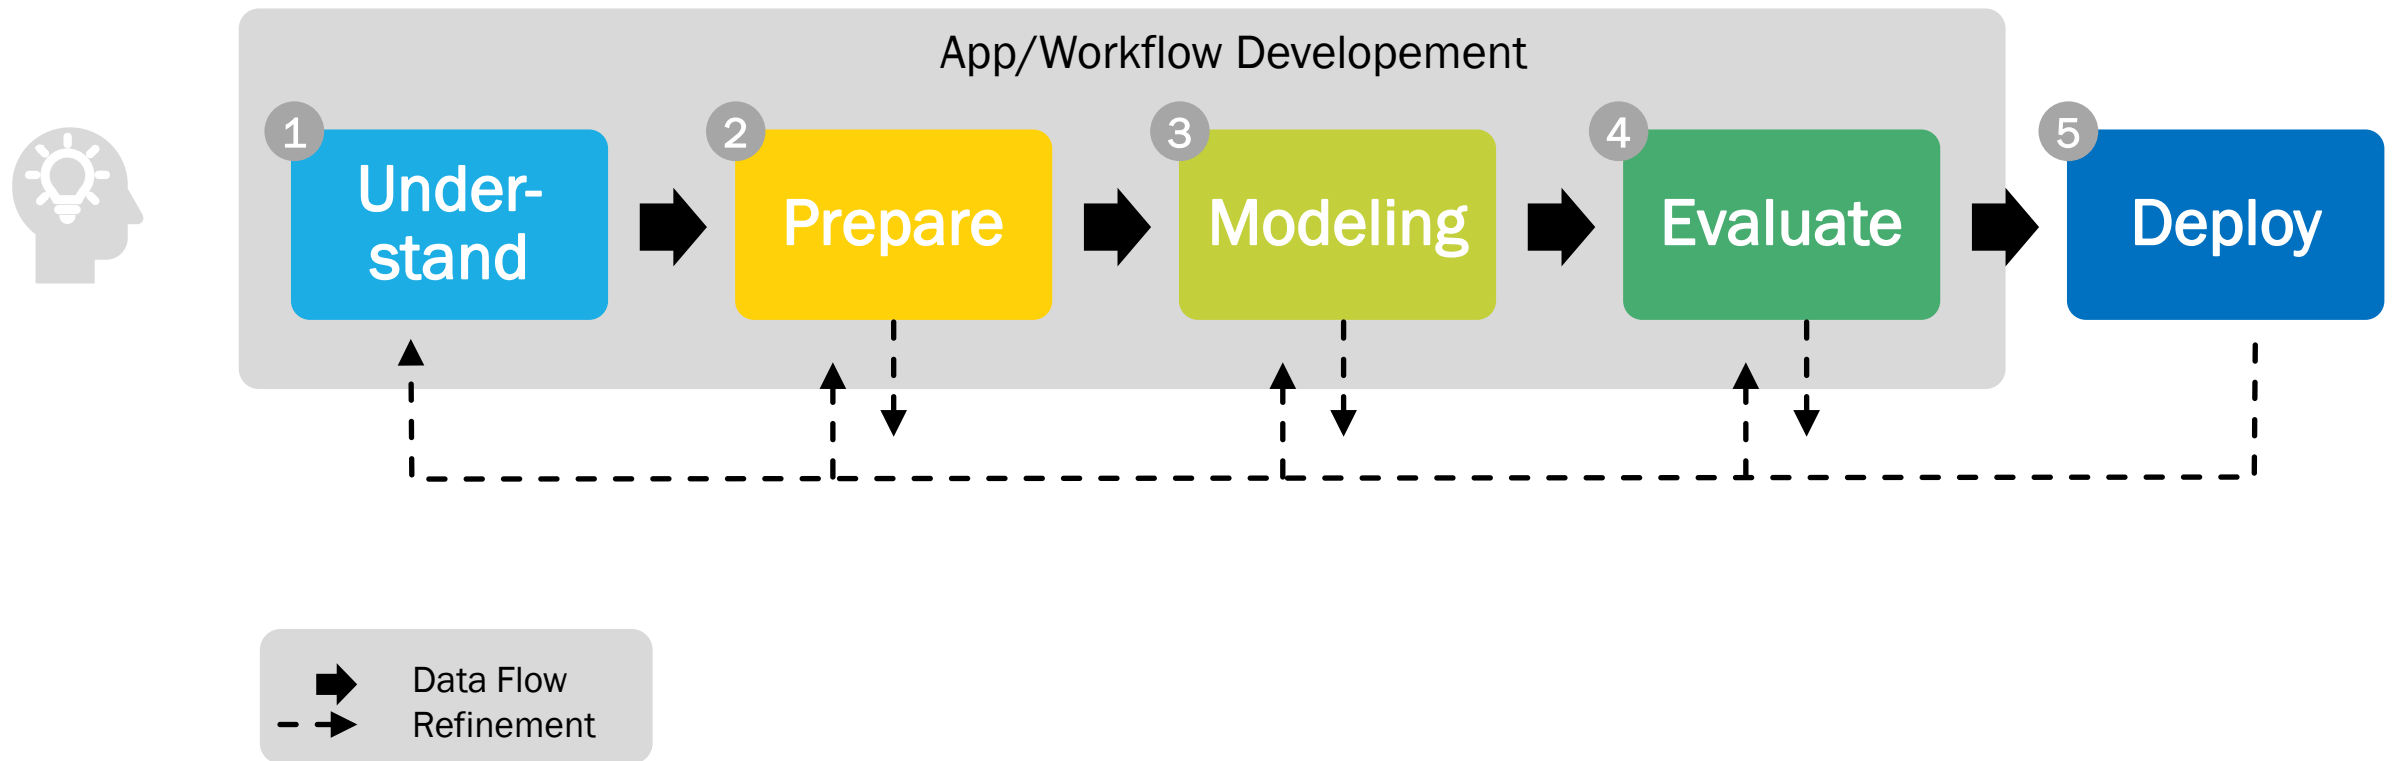 App/Workflow Developement
1
Under-
stand
2
Prepare
3
Modeling
4
Evaluate
5
Deploy
Data Flow
Refinement